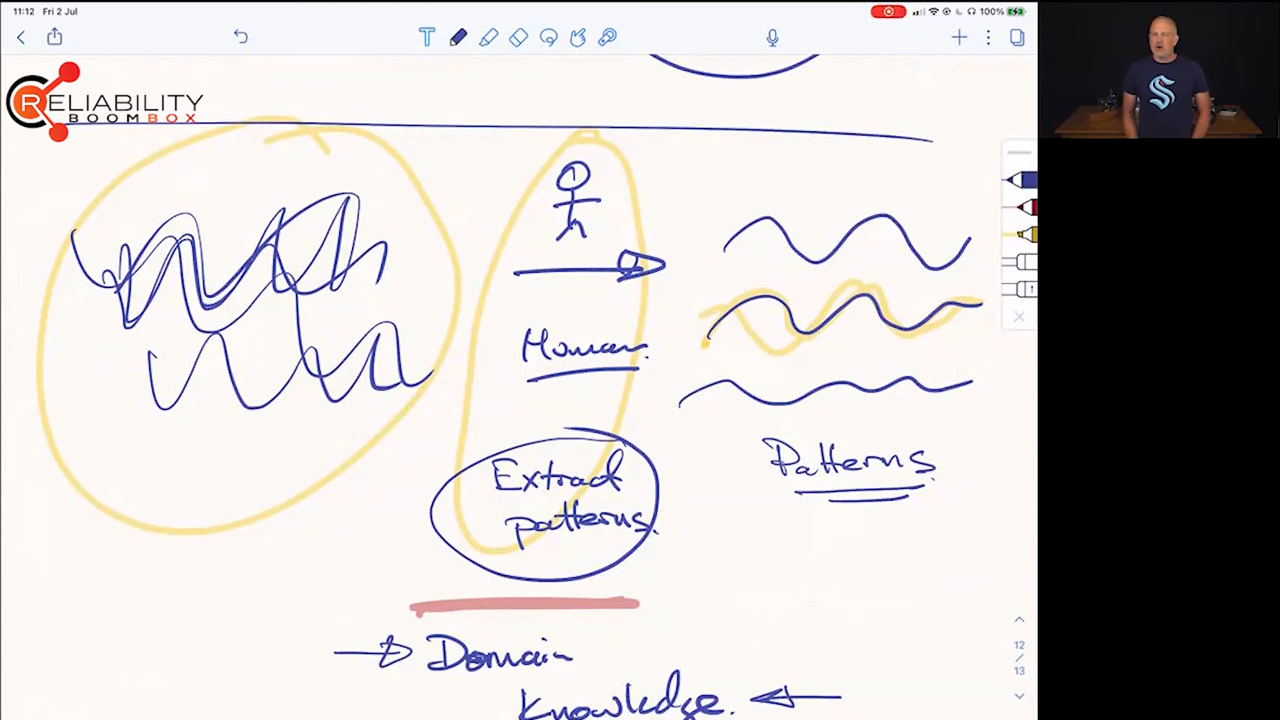 11:12 Fri 2 Jul
100%
T
RELIABILITY
BOOMBOX
Human.
Patterns.
Extract
patterns.
Domain
Knowledge.
12
/
13